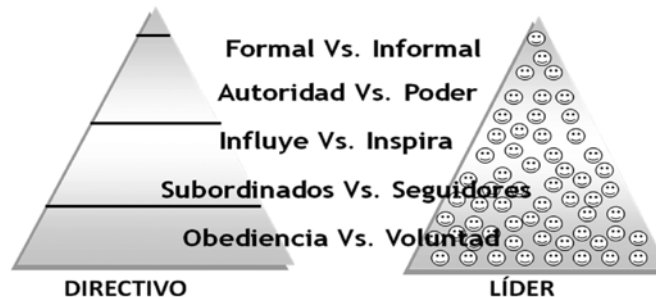 Formal Vs. Informal
Autoridad Vs. Poder
Influye Vs. Inspira
Subordinados Vs. Seguidores
Obediencia Vs. Voluntad
DIRECTIVO
LÍDER